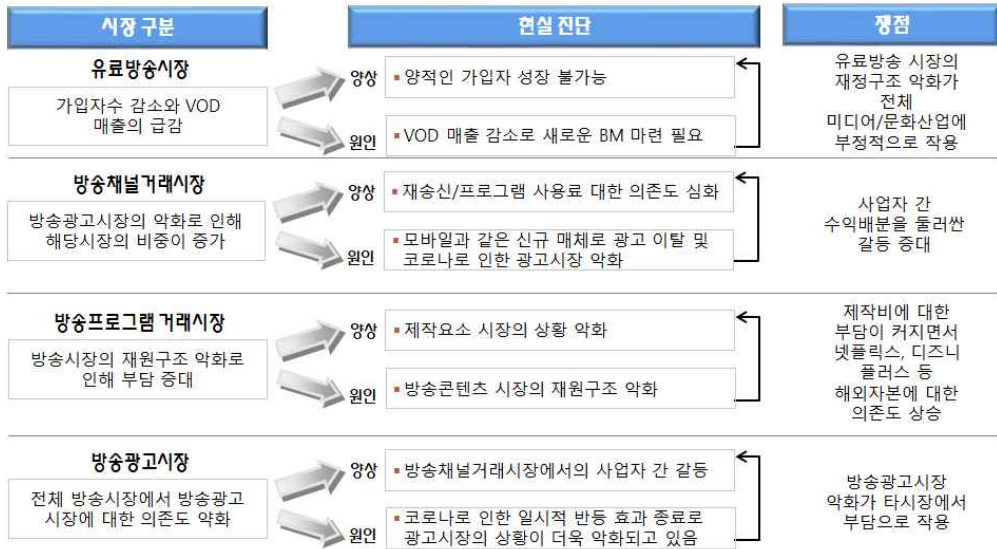 시장 구분
현실 진단
쟁점
유료방송시장
가입자수 감소와 VOD
매출의 급감
양상
▪ 양적인 가입자 성장 불가능
원인
▪ VOD 매출 감소로 새로운 BM 마련 필요
유료방송 시장의
재정구조 악화가
전체
미디어/문화산업에
부정적으로 작용
방송채널거래시장
방송광고시장의 악화로 인해
해당시장의 비중이 증가
양상
▪ 재송신/프로그램 사용료 대한 의존도 심화
원인
▪ 모바일과 같은 신규 매체로 광고 이탈 및
코로나로 인한 광고시장 악화
사업자 간
수익배분을 둘러싼
갈등 증대
방송프로그램 거래시장
방송시장의 재원구조 악화로
인해 부담 증대
양상
▪ 제작요소 시장의 상황 악화
원인
▪ 방송콘텐츠 시장의 재원구조 악화
제작비에 대한
부담이 커지면서
넷플릭스, 디즈니
플러스 등
해외자본에 대한
의존도 상승
방송광고시장
전체 방송시장에서 방송광고
시장에 대한 의존도 악화
양상
▪ 방송채널거래시장에서의 사업자 간 갈등
원인
▪ 코로나로 인한 일시적 반등 효과 종료로
광고시장의 상황이 더욱 악화되고 있음
방송광고시장
악화가 타시장에서
부담으로 작용